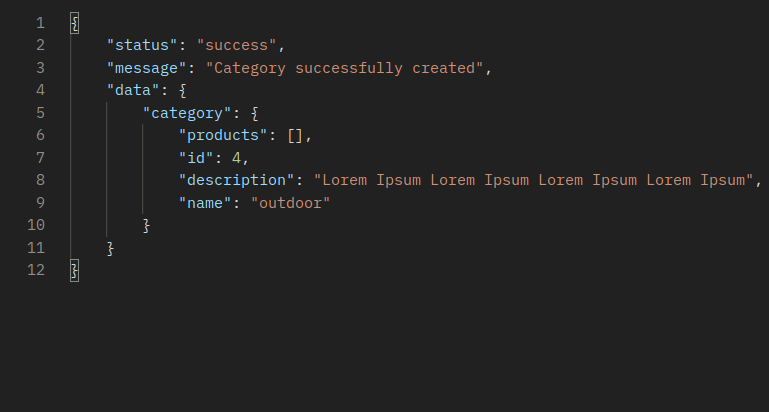 1 {
2     "status": "success",
3     "message": "Category successfully created",
4     "data": {
5         "category": {
6             "products": [],
7             "id": 4,
8             "description": "Lorem Ipsum Lorem Ipsum Lorem Ipsum Lorem Ipsum",
9             "name": "outdoor"
10         }
11     }
12 }